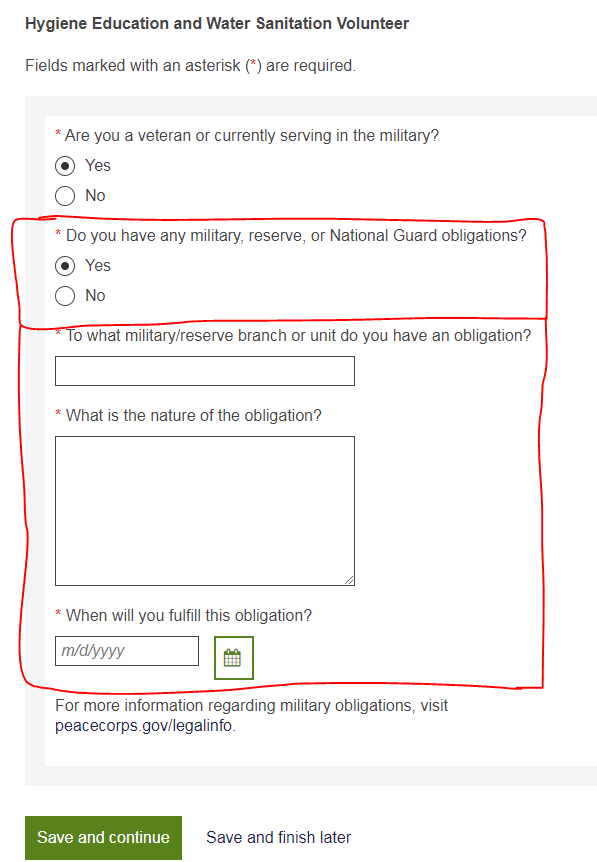 Hygiene Education and Water Sanitation Volunteer
Fields marked with an asterisk (*) are required.
* Are you a veteran or currently serving in the military?
Yes
No
* Do you have any military, reserve, or National Guard obligations?
Yes
No
* To what military/reserve branch or unit do you have an obligation?
* What is the nature of the obligation?
* When will you fulfill this obligation?
m/d/yyyy
For more information regarding military obligations, visit
peacecorps.gov/legalinfo.
Save and continue Save and finish later